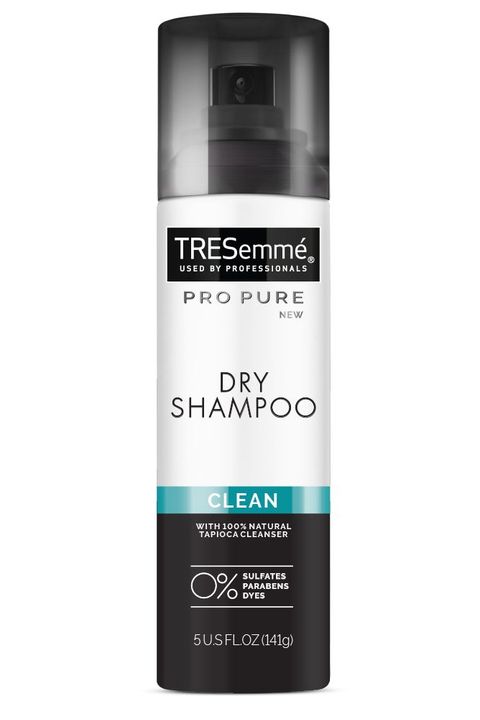 TRESemmé®
USED BY PROFESSIONALS
PRO PURE
NEW
DRY
SHAMPOO
CLEAN
WITH 100% NATURAL
TAPIOCA CLEANSER
0% SULFATES
PARABENS
DYES
5 U.S FL.OZ (141g)